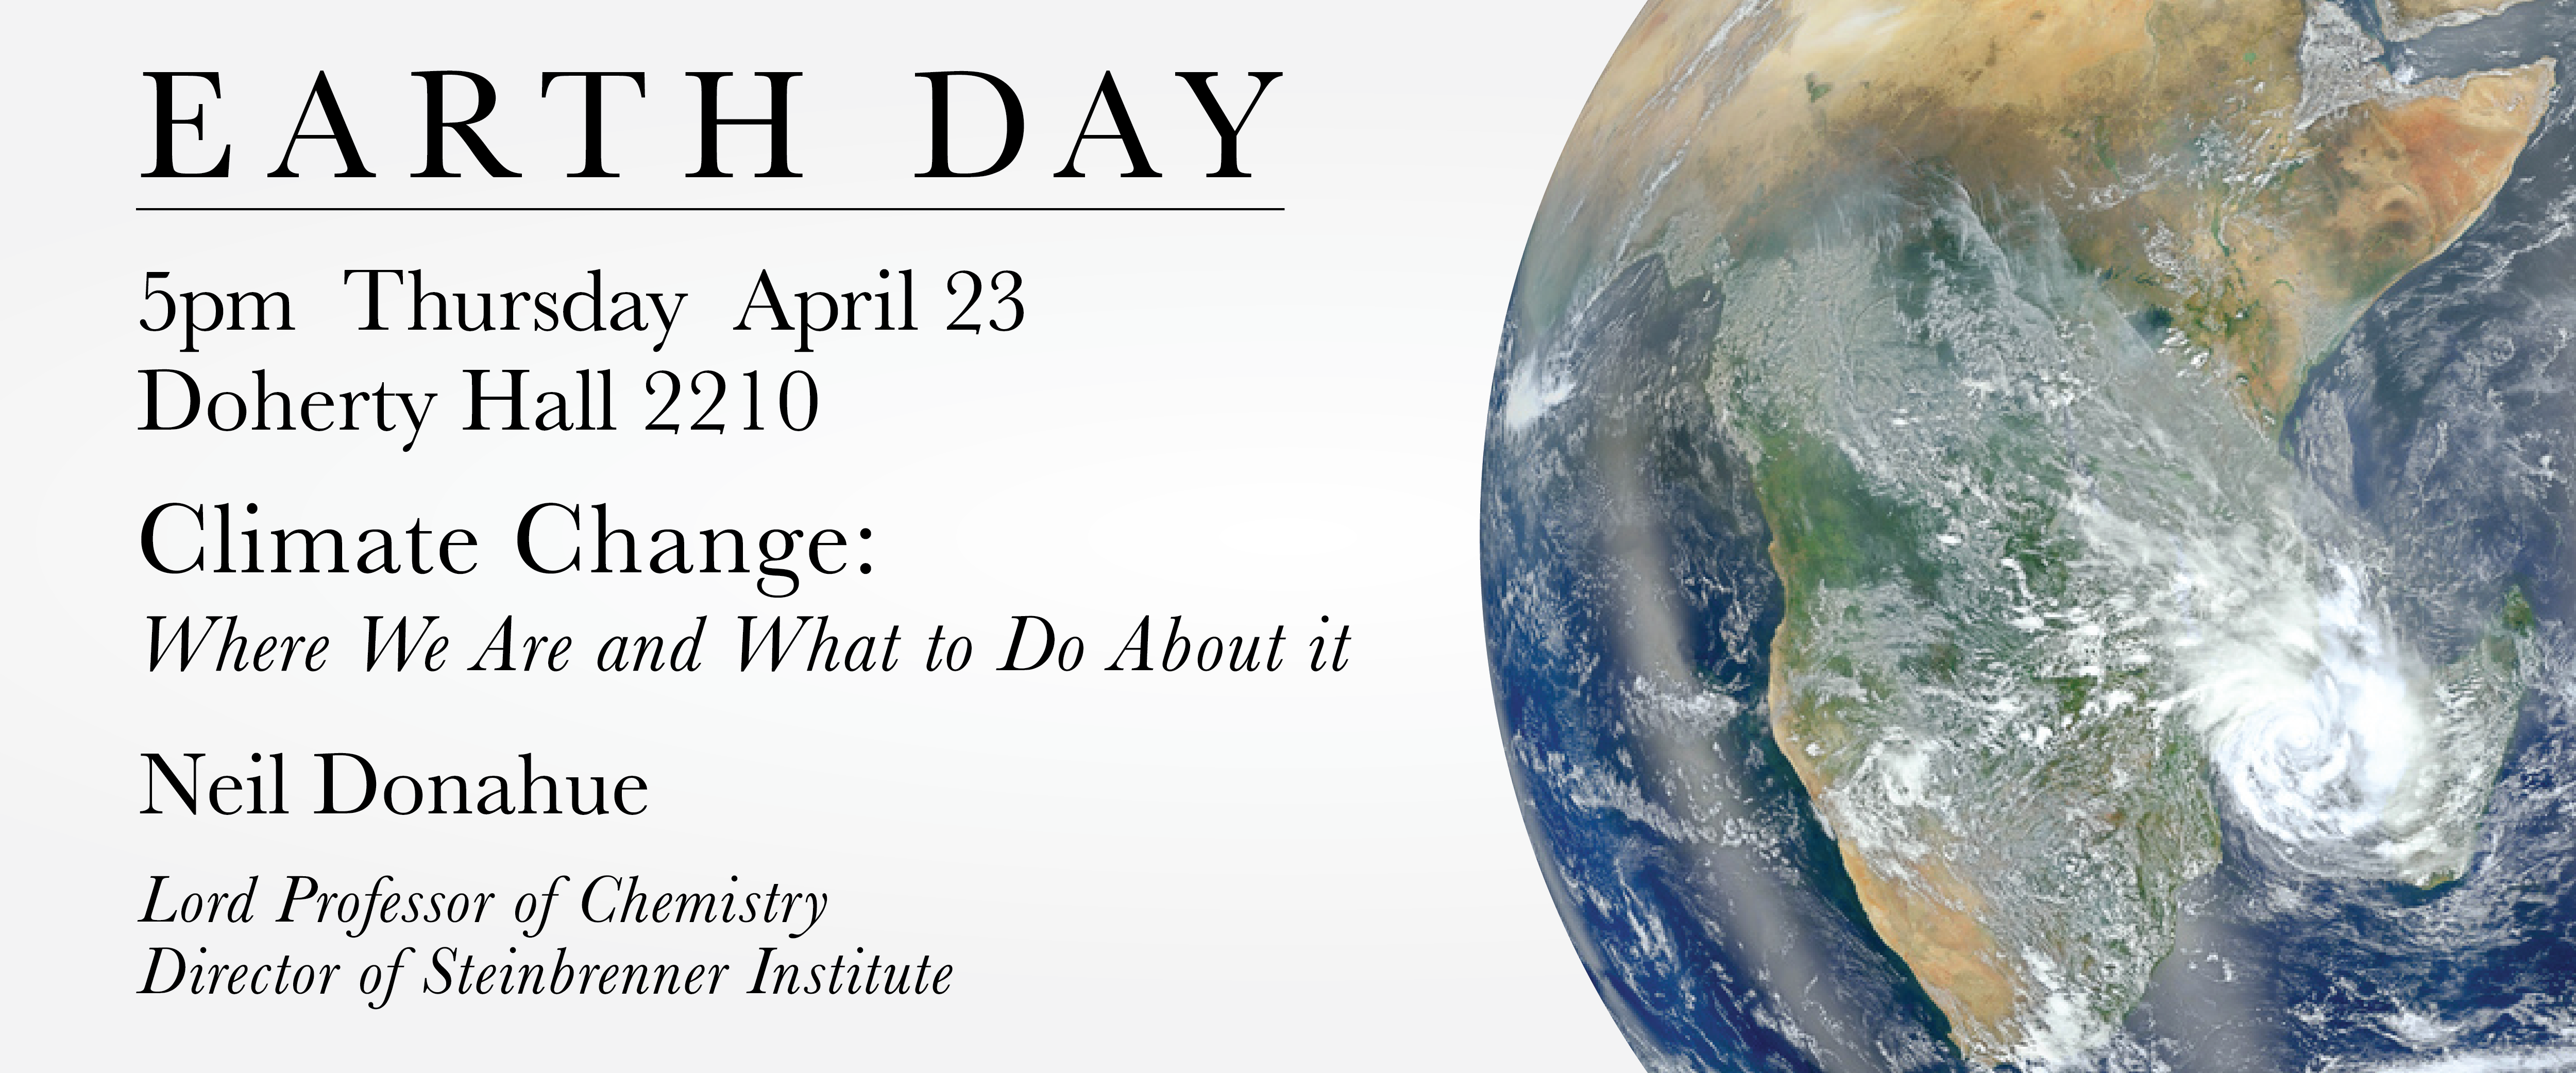 EARTH DAY
5pm Thursday April 23
Doherty Hall 2210
Climate Change:
Where We Are and What to Do About it
Neil Donahue
Lord Professor of Chemistry
Director of Steinbrenner Institute